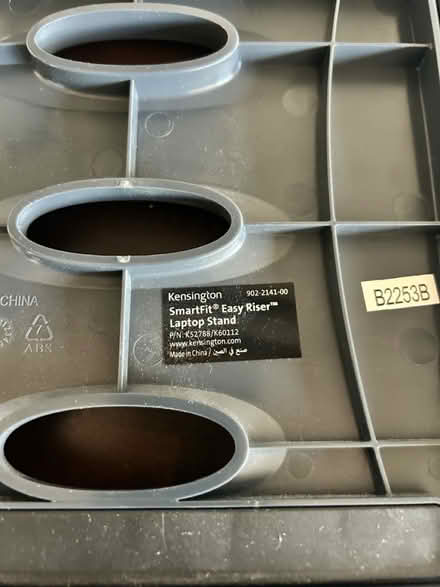 Kensington 902-2141-00
SmartFit® Easy Riser™
Laptop Stand
P/N: K52788/K60112
www.kensington.com
Made in China / صنع في الصين
B2253B
CHINA
ABS